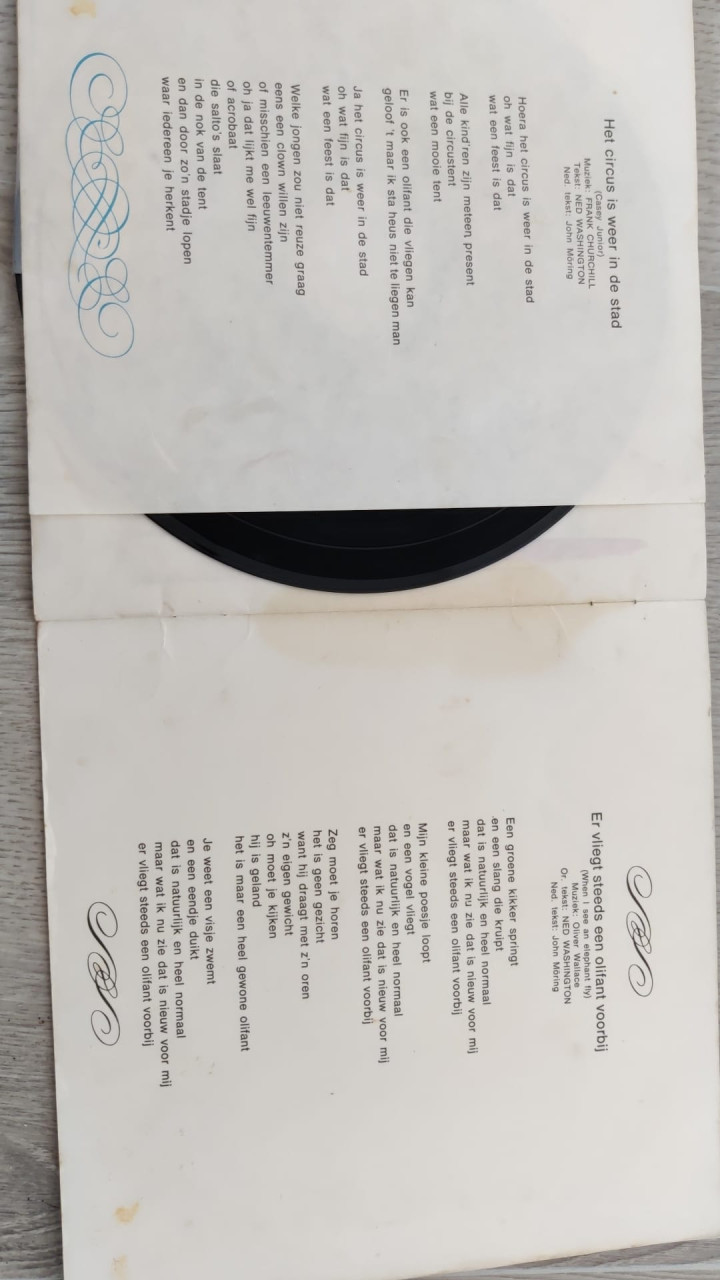 Het circus is weer in de stad
(Casey Junior)
Muziek: FRANK CHURCHILL
Tekst: NED WASHINGTON
Ned. tekst: John Möring
Hoera het circus is weer in de stad
oh wat fijn is dat
wat een feest is dat
Alle kind'ren zijn meteen present
bij de circustent
wat een mooie tent
Er is ook een olifant die vliegen kan
geloof 't maar ik sta heus niet te liegen man
Ja het circus is weer in de stad
oh wat fijn is dat
wat een feest is dat
Welke jongen zou niet reuze graag
eens een clown willen zijn
of misschien een leeuwentemmer
oh ja dat lijkt me wel fijn
of acrobaat
die salto's slaat
in de nok van de tent
en dan door zo'n stadje lopen
waar iedereen je herkent
Er vliegt steeds een olifant voorbij
(When I see an elephant fly)
Muziek: Oliver Wallace
Or. tekst: NED WASHINGTON
Ned. tekst: John Möring
Een groene kikker springt
en een slang die kruipt
dat is natuurlijk en heel normaal
maar wat ik nu zie dat is nieuw voor mij
er vliegt steeds een olifant voorbij
Mijn kleine poesje loopt
en een vogel vliegt
dat is natuurlijk en heel normaal
maar wat ik nu zie dat is nieuw voor mij
er vliegt steeds een olifant voorbij
Zeg moet je horen
het is geen gezicht
want hij draagt met z'n oren
z'n eigen gewicht
oh moet je kijken
hij is geland
het is maar een heel gewone olifant
Je weet een visje zwemt
en een eendje duikt
dat is natuurlijk en heel normaal
maar wat ik nu zie dat is nieuw voor mij
er vliegt steeds een olifant voorbij